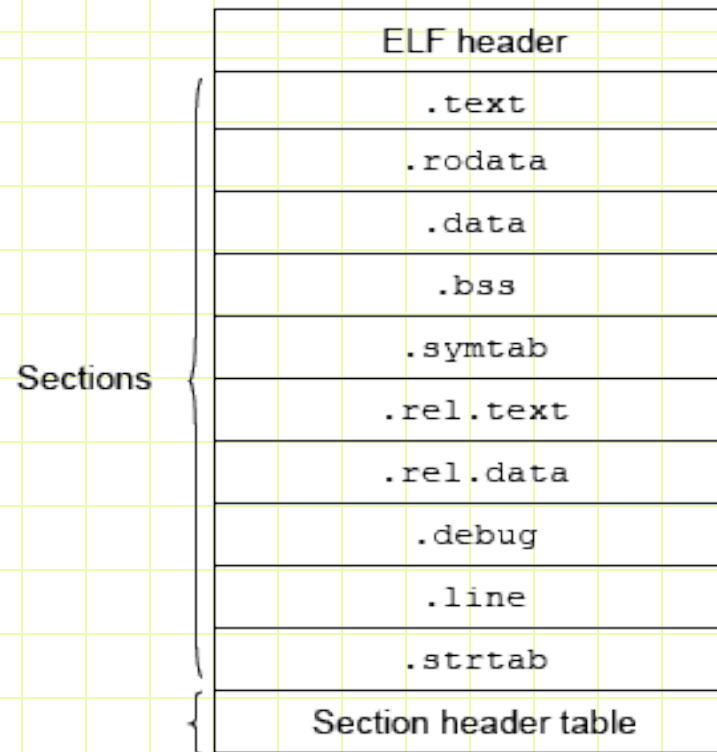 ELF header
.text
.rodata
.data
.bss
.symtab
Sections
.rel.text
.rel.data
.debug
.line
.strtab
Section header table